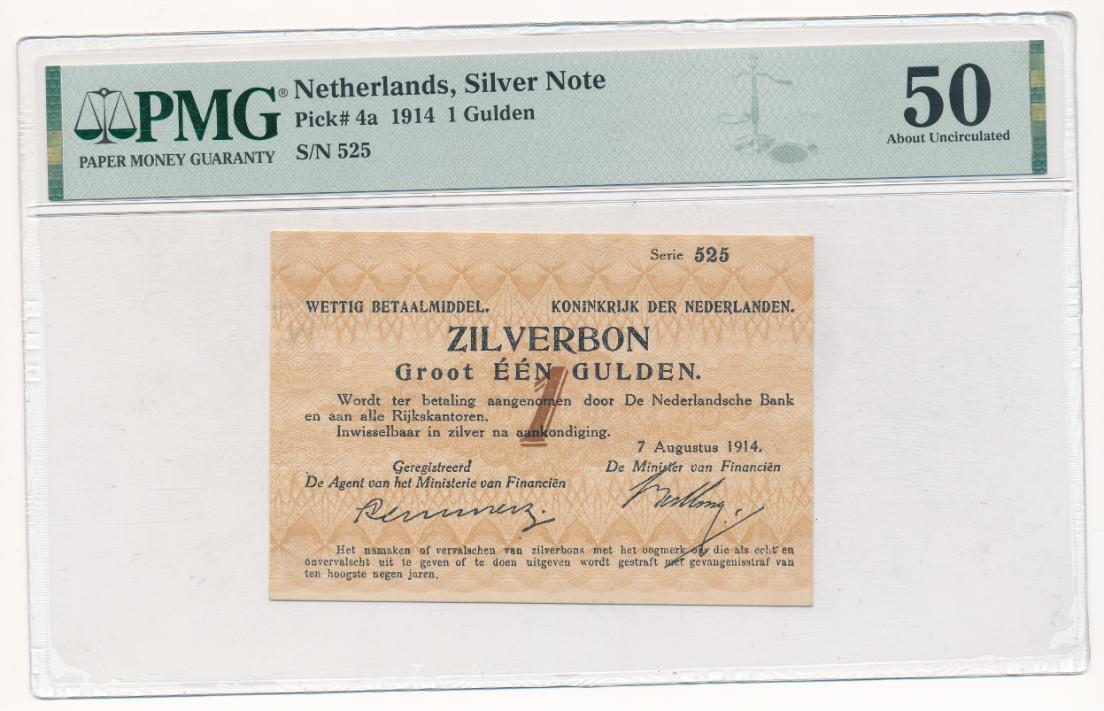 PMG®
PAPER MONEY GUARANTY
Netherlands, Silver Note
Pick# 4a 1914 1 Gulden
S/N 525
50
About Uncirculated
Serie 525
WETTIG BETAALMIDDEL. KONINKRIJK DER NEDERLANDEN.
ZILVERBON
Groot ÉÉN GULDEN.
1
Wordt ter betaling aangenomen door De Nederlandsche Bank
en aan alle Rijkskantoren.
Inwisselbaar in zilver na aankondiging.
7 Augustus 1914.
Geregistreerd
De Agent van het Ministerie van Financiën
De Minister van Financiën
Het namaken of vervalschen van zilverbons met het oogmerk om die als echt en
onvervalscht uit te geven of te doen uitgeven wordt gestraft met gevangenisstraf van
ten hoogste negen jaren.